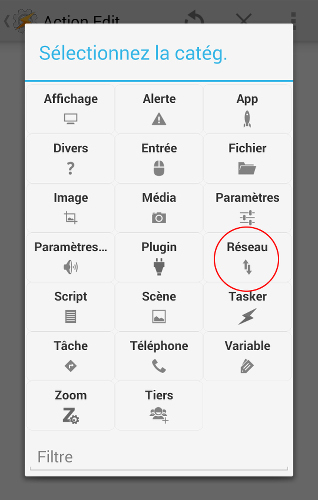 Action Edit
Sélectionnez la catég.
Affichage Alerte App
Divers Entrée Fichier
Image Média Paramètres
Paramètres... Plugin Réseau
Script Scène Tasker
Tâche Téléphone Variable
Zoom Tiers
Filtre